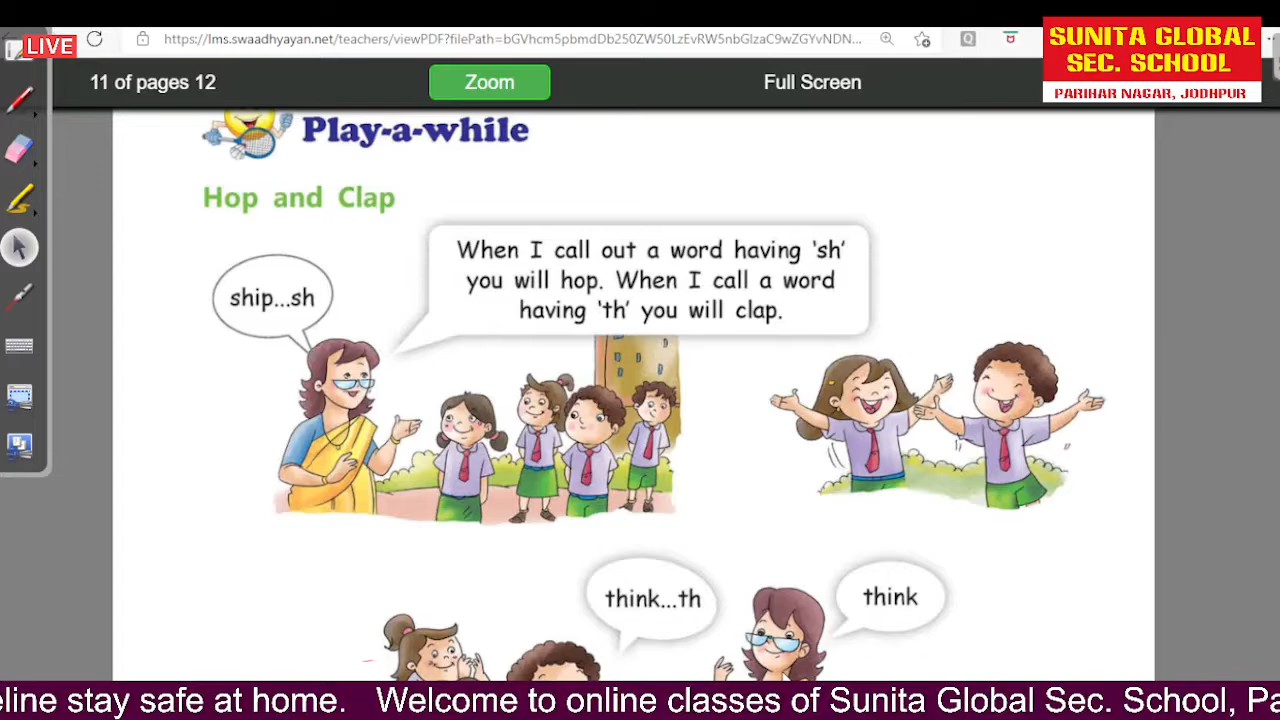 LIVE
https://lms.swaadhyayan.net/teachers/viewPDF?filePath=bGVhcm5pbmdDb250ZW50LzEvRW5nbGlzaC9wZGYvNDN...
SUNITA GLOBAL
SEC. SCHOOL
PARIHAR NAGAR, JODHPUR
11 of pages 12
Zoom
Full Screen
Play-a-while
Hop and Clap
When I call out a word having ‘sh’
you will hop. When I call a word
having ‘th’ you will clap.
ship...sh
think...th
think
eline stay safe at home. Welcome to online classes of Sunita Global Sec. School, Pa